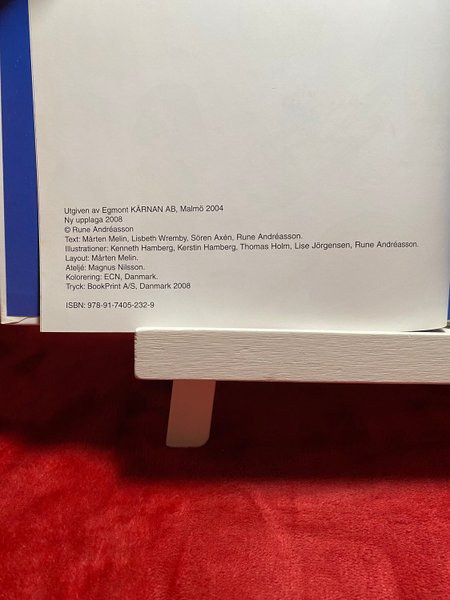 Utgiven av Egmont KÄRNAN AB, Malmö 2004
Ny upplaga 2008
© Rune Andréasson
Text: Mårten Melin, Lisbeth Wremby, Sören Axén, Rune Andréasson.
Illustrationer: Kenneth Hamberg, Kerstin Hamberg, Thomas Holm, Lise Jörgensen, Rune Andréasson.
Layout: Mårten Melin.
Ateljé: Magnus Nilsson.
Kolorering: ECN, Danmark.
Tryck: BookPrint A/S, Danmark 2008
ISBN: 978-91-7405-232-9